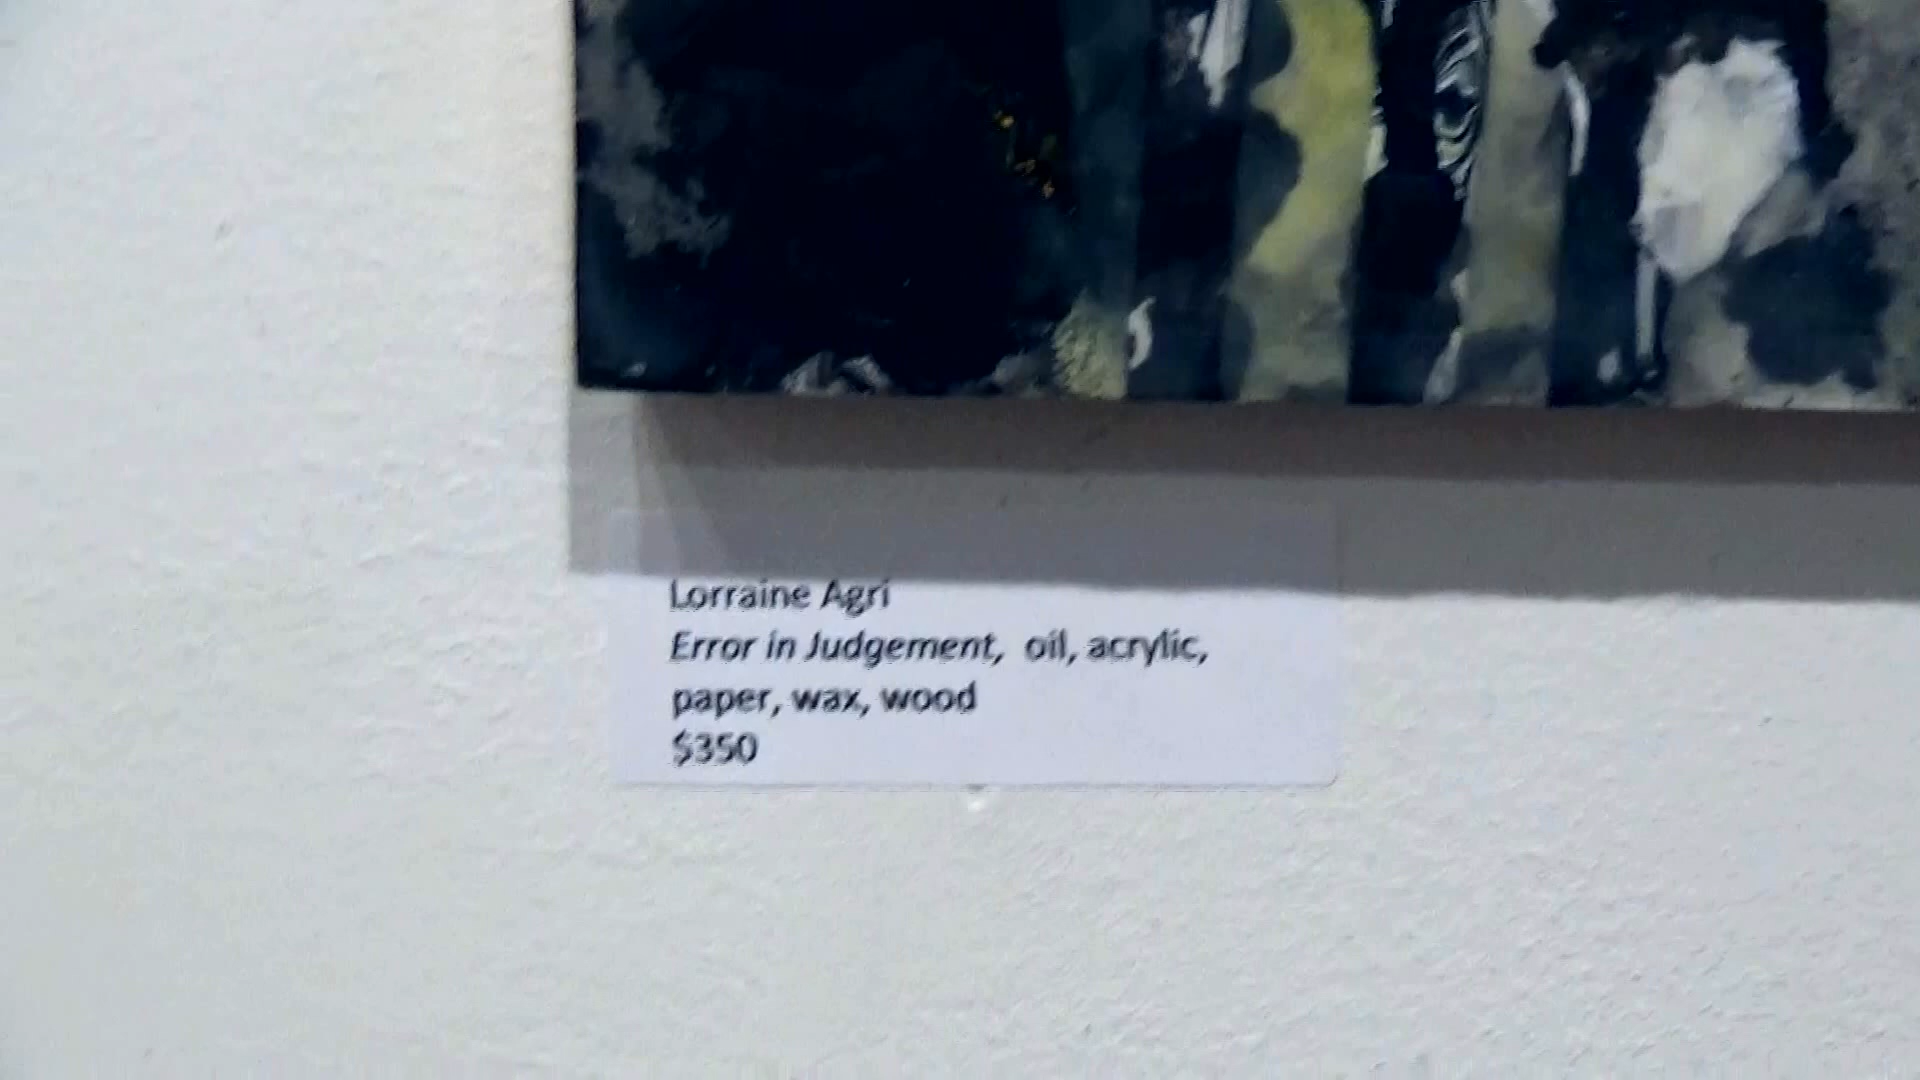 Lorraine Agri
Error in Judgement, oil, acrylic,
paper, wax, wood
$350